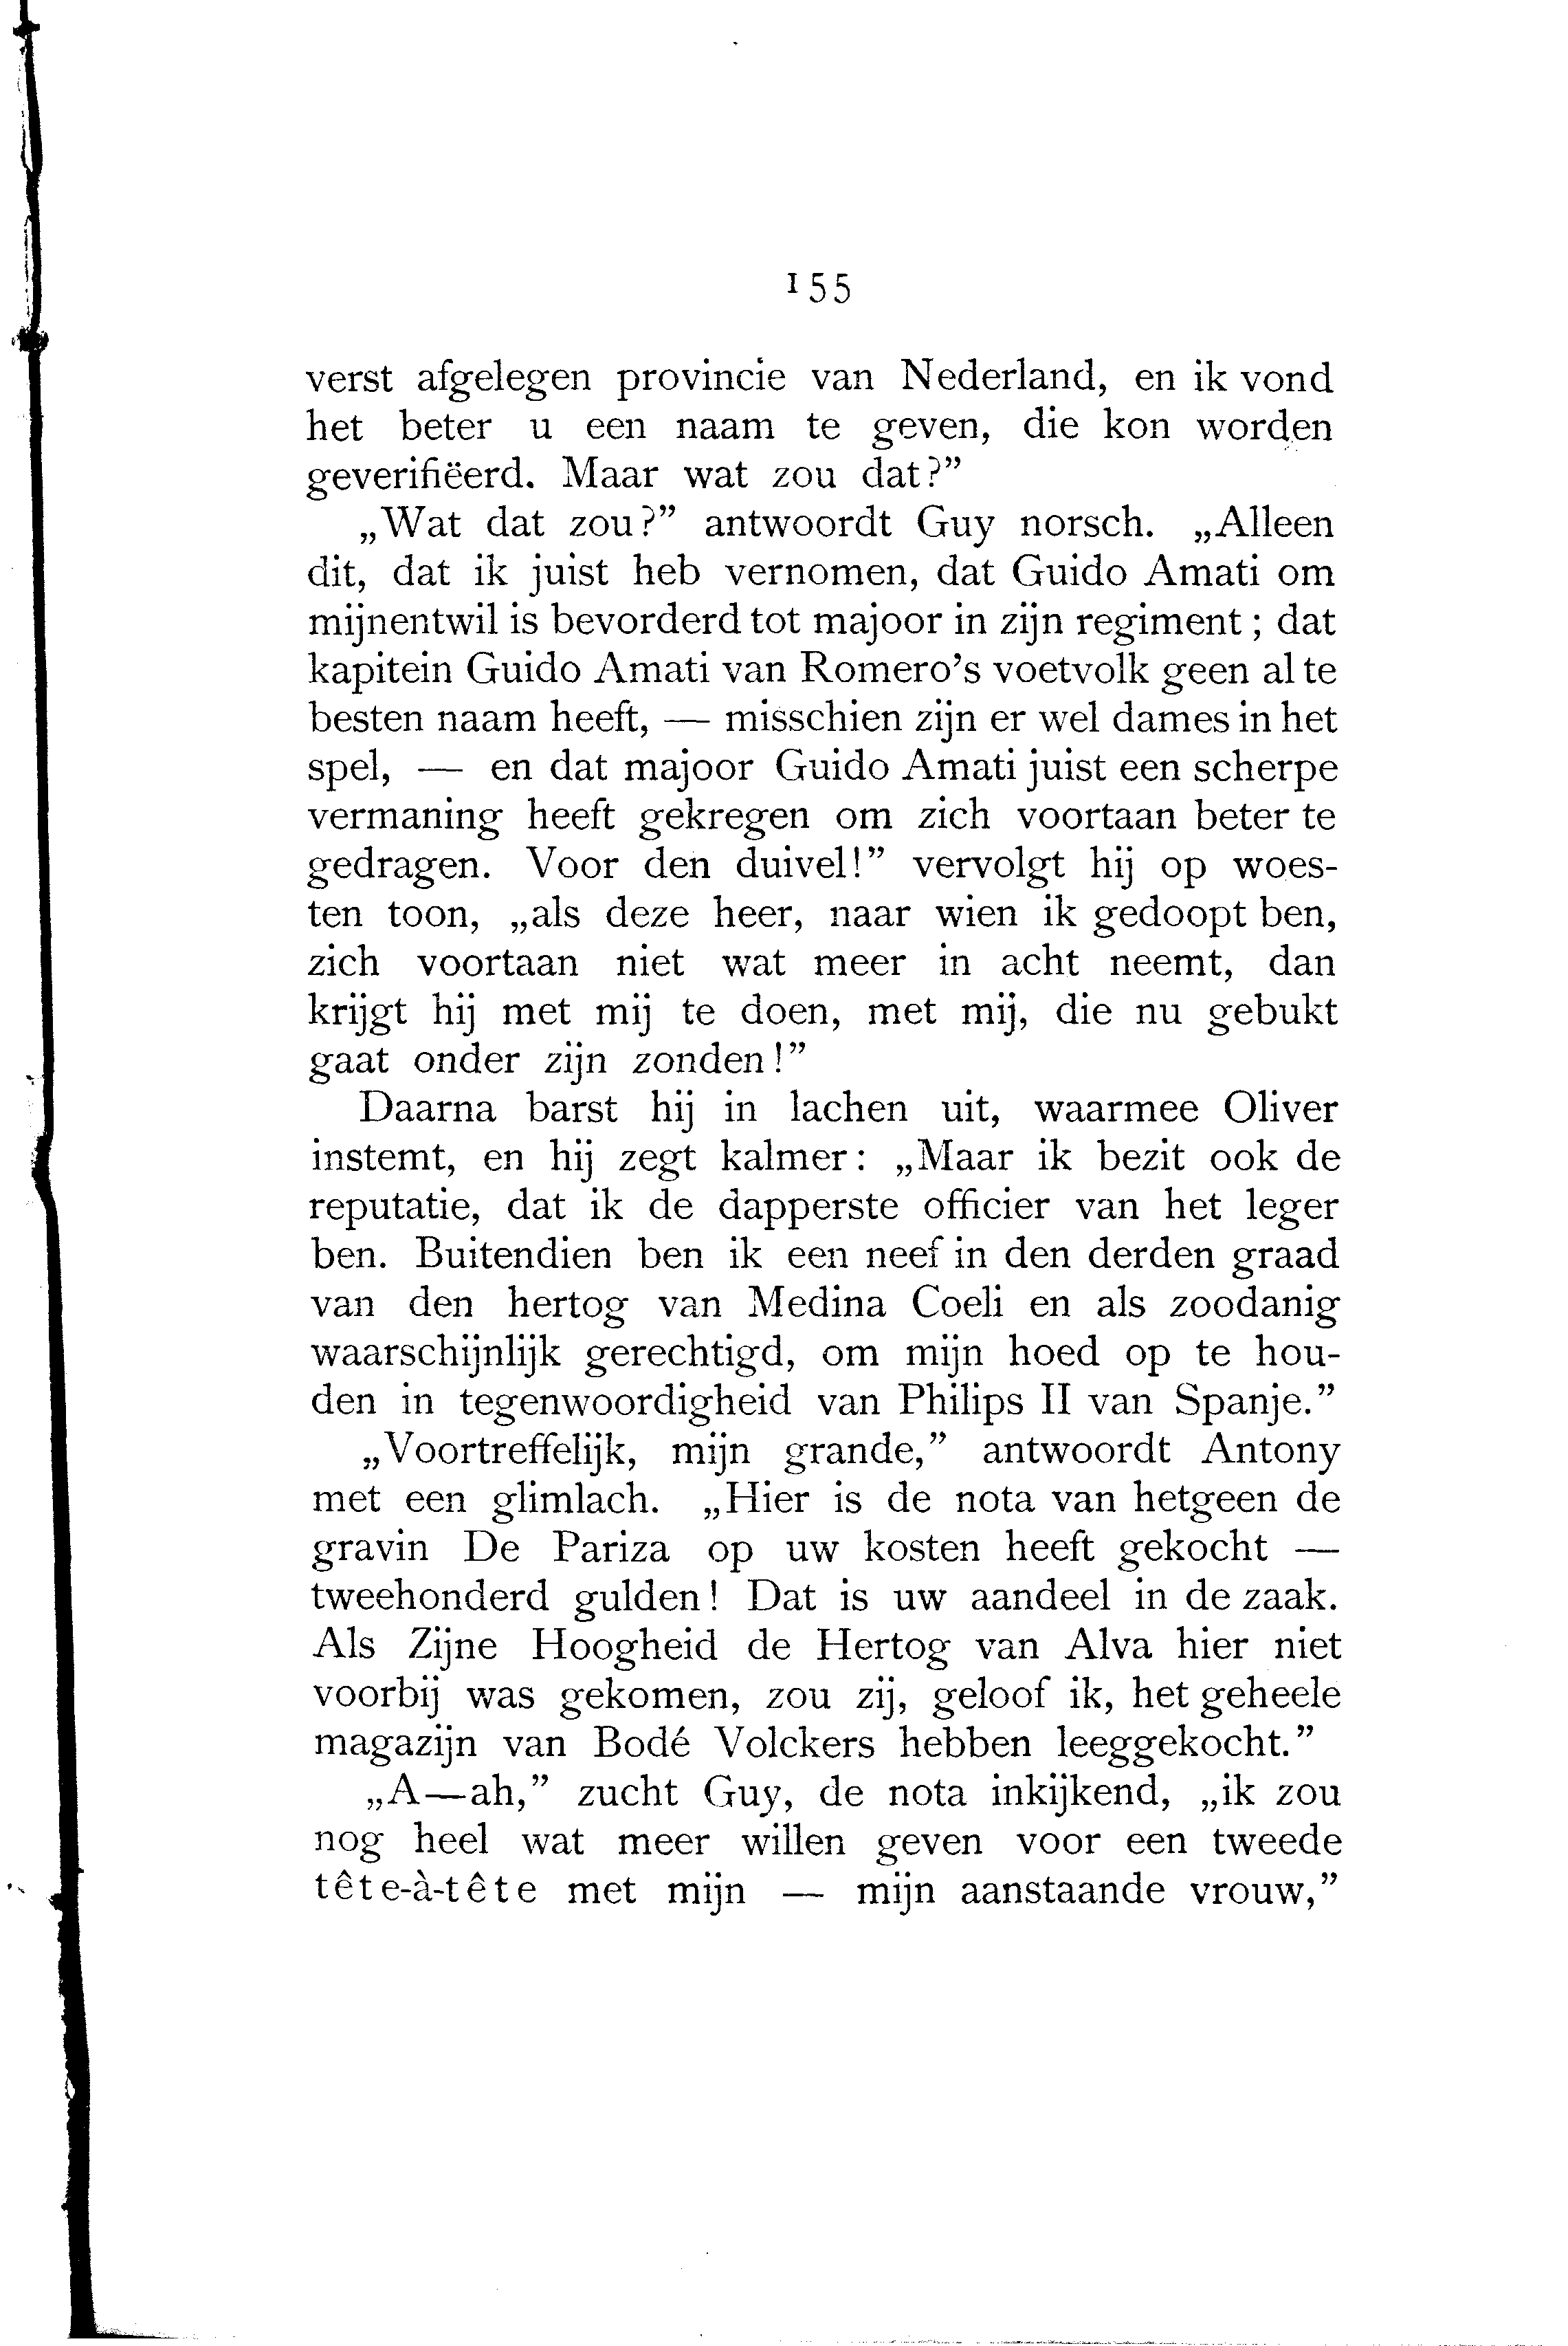 155
verst afgelegen provincie van Nederland, en ik vond
het beter u een naam te geven, die kon worden
geverifiëerd. Maar wat zou dat?”
„Wat dat zou?” antwoordt Guy norsch. „Alleen
dit, dat ik juist heb vernomen, dat Guido Amati om
mijnentwil is bevorderd tot majoor in zijn regiment; dat
kapitein Guido Amati van Romero’s voetvolk geen al te
besten naam heeft, — misschien zijn er wel dames in het
spel, — en dat majoor Guido Amati juist een scherpe
vermaning heeft gekregen om zich voortaan beter te
gedragen. Voor den duivel!” vervolgt hij op woes-
ten toon, „als deze heer, naar wien ik gedoopt ben,
zich voortaan niet wat meer in acht neemt, dan
krijgt hij met mij te doen, met mij, die nu gebukt
gaat onder zijn zonden!”
Daarna barst hij in lachen uit, waarmee Oliver
instemt, en hij zegt kalmer: „Maar ik bezit ook de
reputatie, dat ik de dapperste officier van het leger
ben. Buitendien ben ik een neef in den derden graad
van den hertog van Medina Coeli en als zoodanig
waarschijnlijk gerechtigd, om mijn hoed op te hou-
den in tegenwoordigheid van Philips II van Spanje.”
„Voortreffelijk, mijn grande,” antwoordt Antony
met een glimlach. „Hier is de nota van hetgeen de
gravin De Pariza op uw kosten heeft gekocht —
tweehonderd gulden! Dat is uw aandeel in de zaak.
Als Zijne Hoogheid de Hertog van Alva hier niet
voorbij was gekomen, zou zij, geloof ik, het geheele
magazijn van Bodé Volckers hebben leeggekocht.”
„A—ah,” zucht Guy, de nota inkijkend, „ik zou
nog heel wat meer willen geven voor een tweede
tête-à-tête met mijn — mijn aanstaande vrouw,”